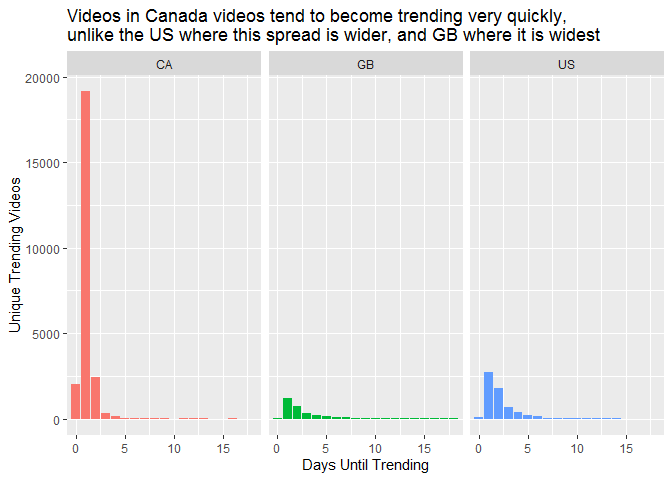 Videos in Canada videos tend to become trending very quickly,
unlike the US where this spread is wider, and GB where it is widest
CA
GB
US
Unique Trending Videos
20000
15000
10000
5000
0
0 5 10 15
0 5 10 15
0 5 10 15
Days Until Trending